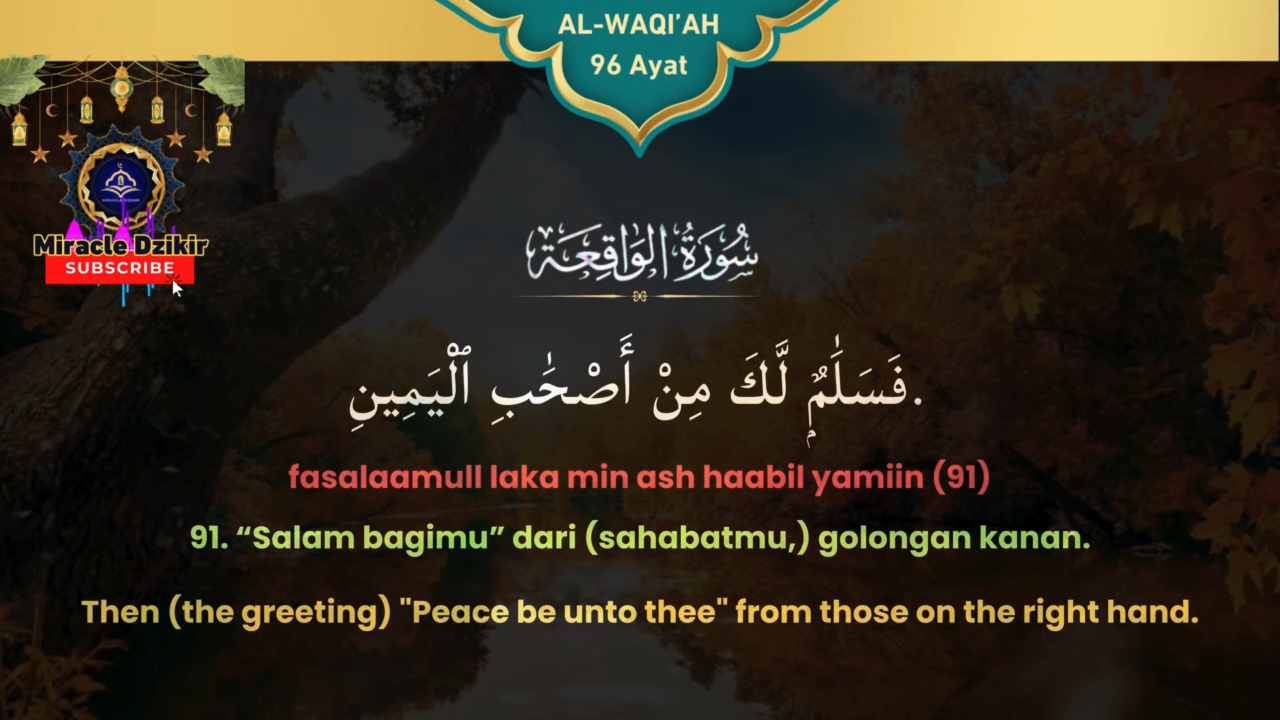 AL-WAQI’AH
96 Ayat
Miracle Dzikir
SUBSCRIBE
سُورَةُ الوَاقِعَة
فَسَلَٰمٌۭ لَّكَ مِنْ أَصْحَٰبِ ٱلْيَمِينِ.
fasalaamull laka min ash haabil yamiin (91)
91. “Salam bagimu” dari (sahabatmu,) golongan kanan.
Then (the greeting) "Peace be unto thee" from those on the right hand.